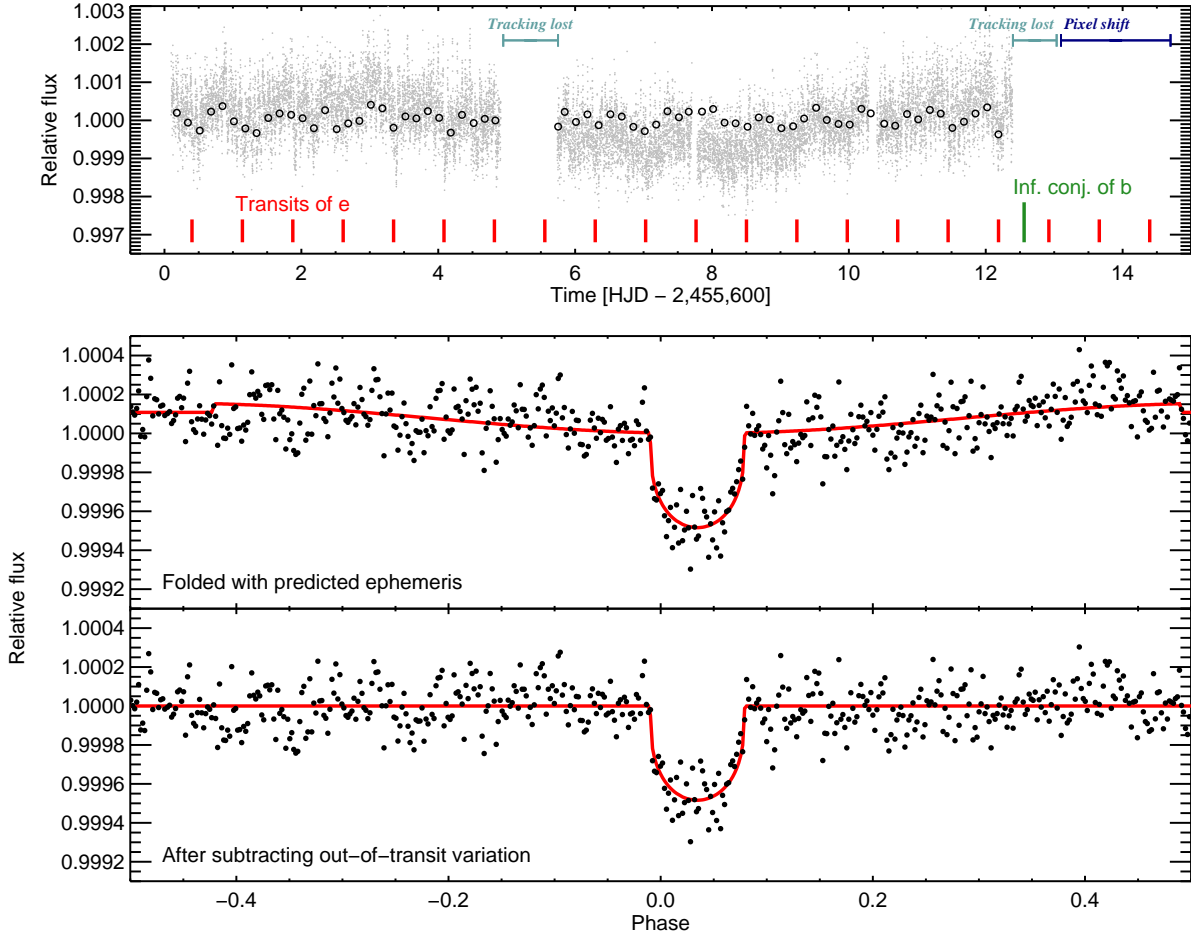 1.003
1.002
1.001
1.000
0.999
0.998
0.997
Relative flux
Tracking lost
Tracking lost
Pixel shift
Transits of e
Inf. conj. of b
0 2 4 6 8 10 12 14
Time [HJD − 2,455,600]
1.0004
1.0002
1.0000
0.9998
0.9996
0.9994
0.9992
Folded with predicted ephemeris
Relative flux
1.0004
1.0002
1.0000
0.9998
0.9996
0.9994
0.9992
After subtracting out−of−transit variation
−0.4 −0.2 0.0 0.2 0.4
Phase